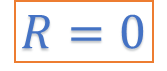 R = 0